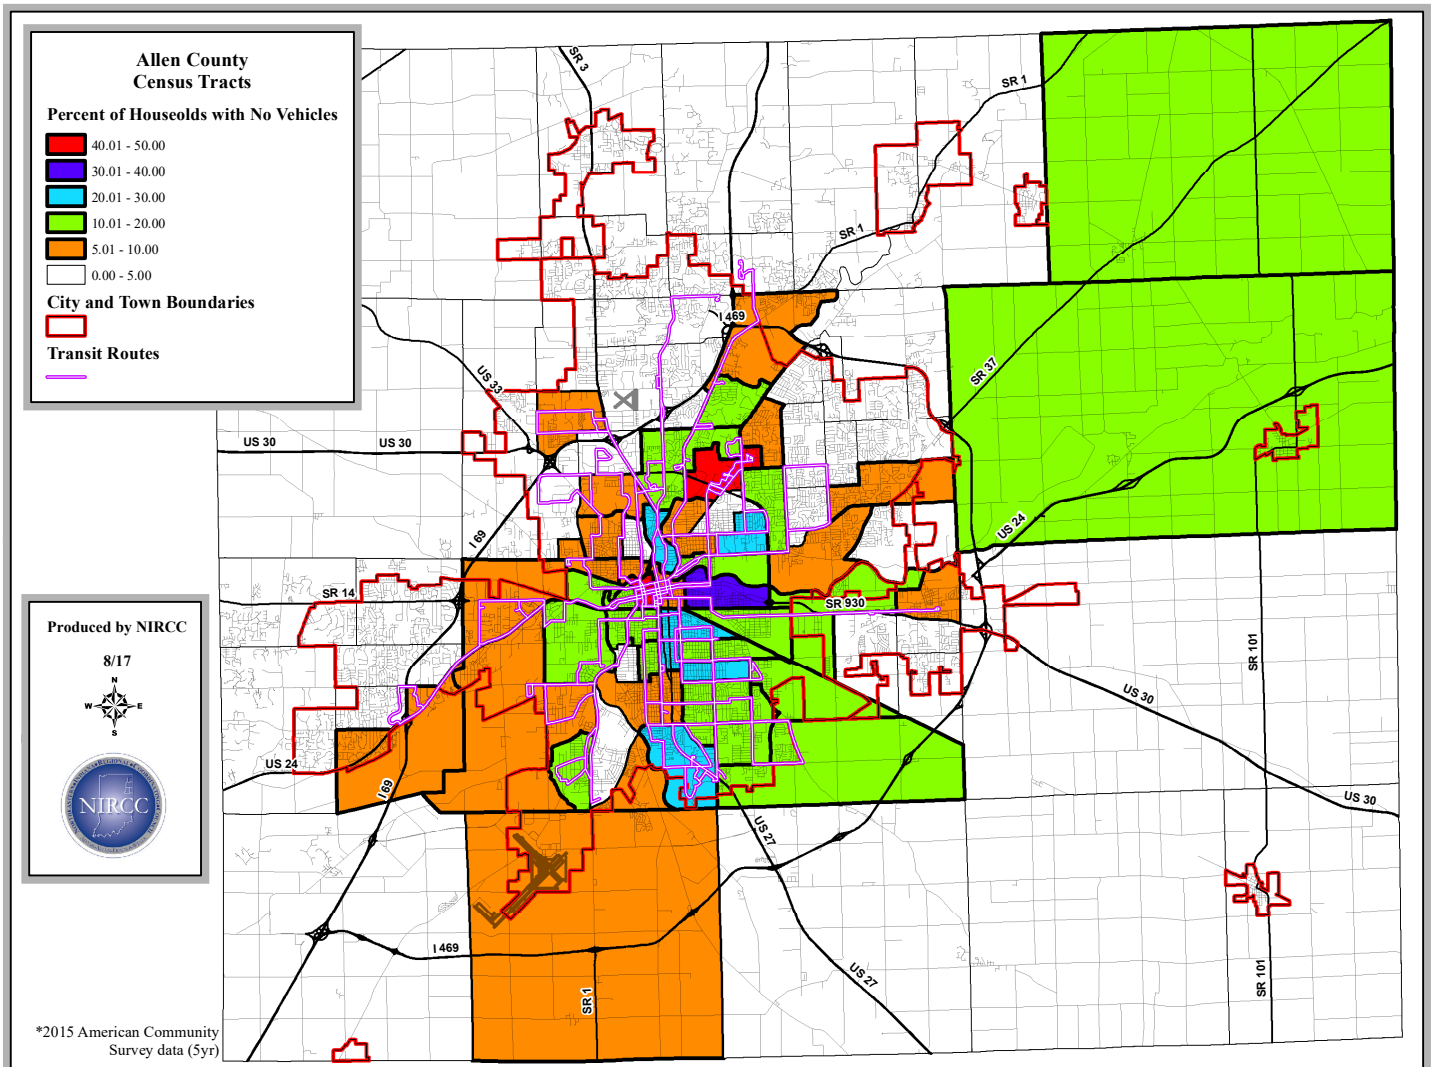 Allen County
Census Tracts
Percent of Houseolds with No Vehicles
40.01 - 50.00
30.01 - 40.00
20.01 - 30.00
10.01 - 20.00
5.01 - 10.00
0.00 - 5.00
City and Town Boundaries
Transit Routes
SR 3
SR 1
SR 1
I 469
US 33
SR 37
US 30
US 30
I 69
US 24
SR 14
SR 930
SR 101
US 30
US 24
I 69
US 30
US 27
I 469
US 27
SR 1
SR 101
Produced by NIRCC
8/17
N
W
E
S
NIRCC
*2015 American Community
Survey data (5yr)